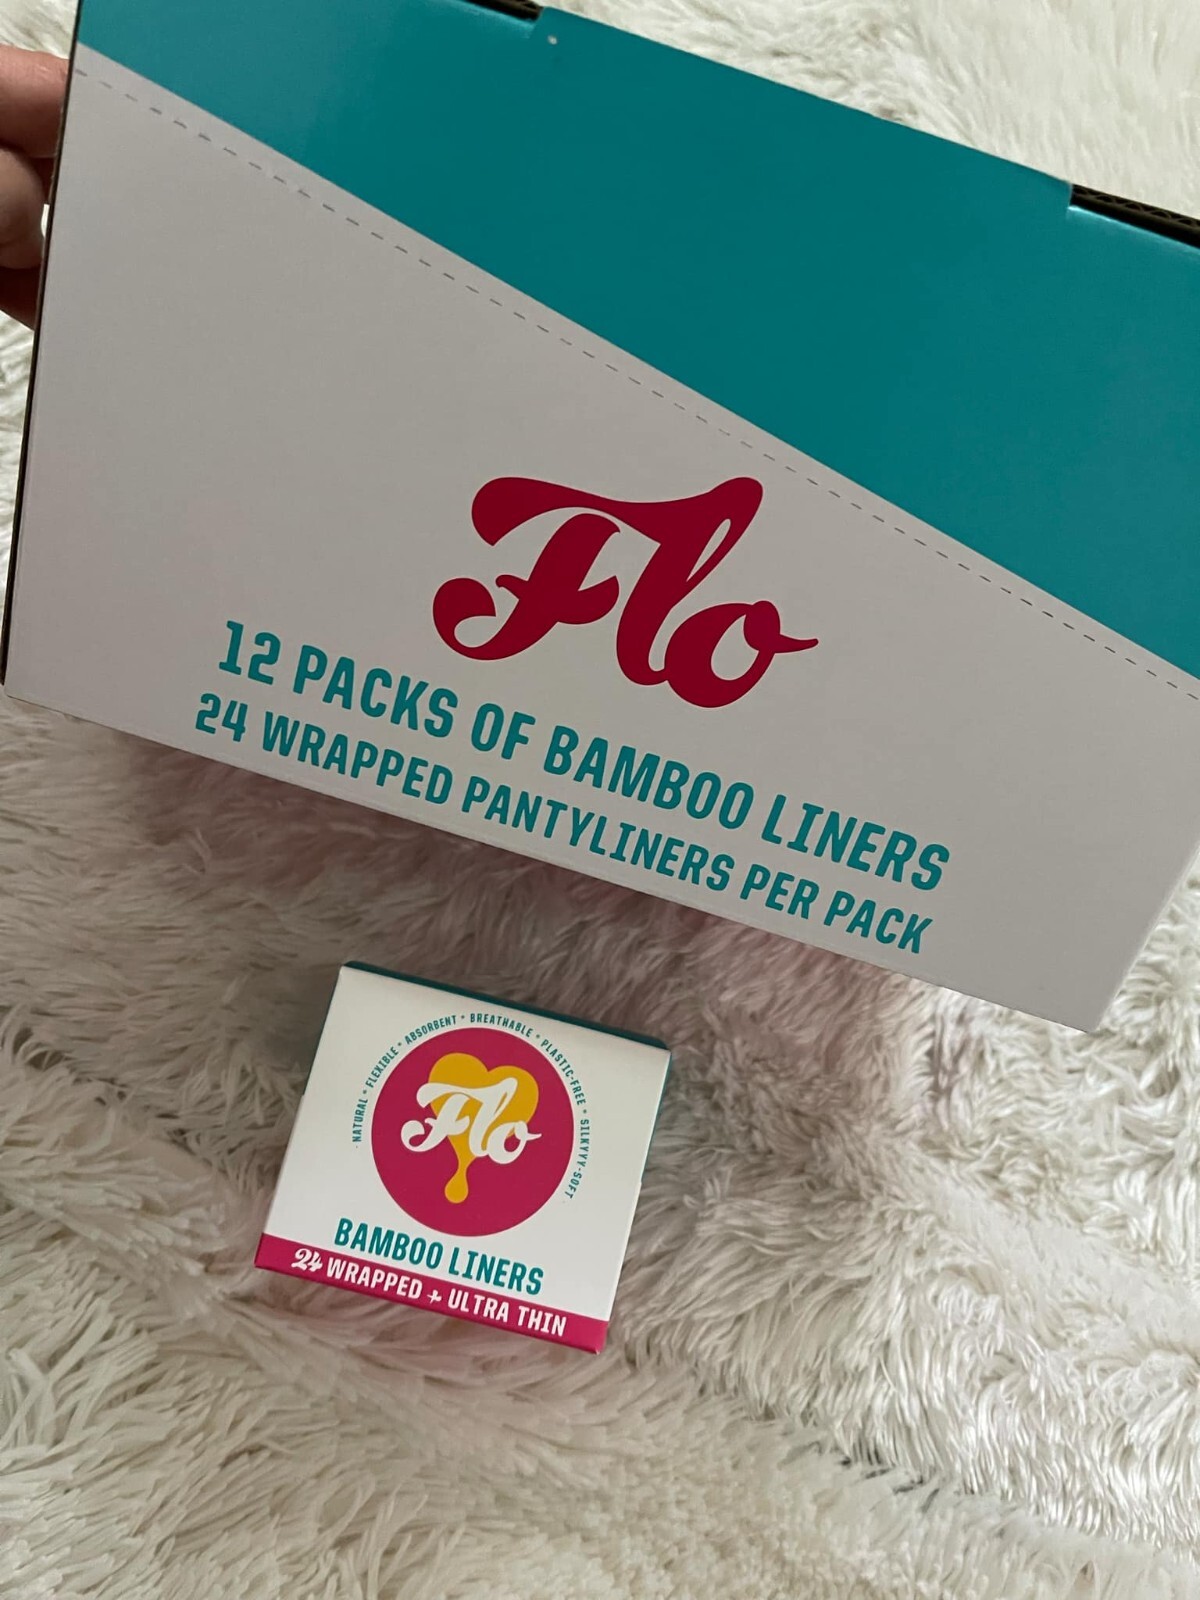 Flo
12 PACKS OF BAMBOO LINERS
24 WRAPPED PANTYLINERS PER PACK
· NATURAL * FLEXIBLE * ABSORBENT * BREATHABLE * PLASTIC-FREE * SILKYYY-SOFT ·
Flo
BAMBOO LINERS
24 WRAPPED + ULTRA THIN